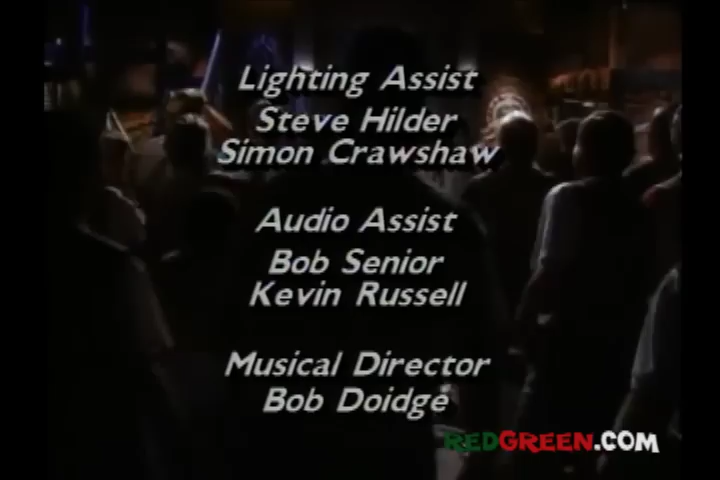 Lighting Assist
Steve Hilder
Simon Crawshaw
Audio Assist
Bob Senior
Kevin Russell
Musical Director
Bob Doidge
REDGREEN.COM